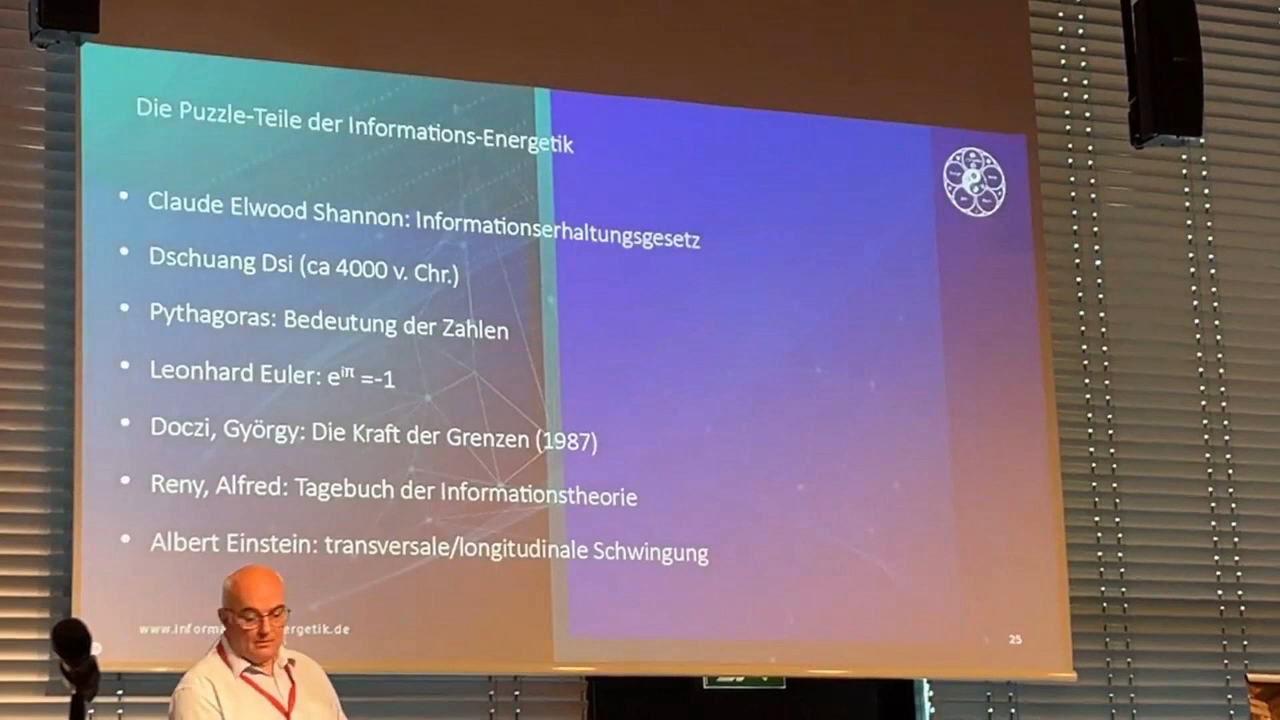 Die Puzzle-Teile der Informations-Energetik
• Claude Elwood Shannon: Informationserhaltungsgesetz
• Dschuang Dsi (ca 4000 v. Chr.)
• Pythagoras: Bedeutung der Zahlen
• Leonhard Euler: e^iπ =-1
• Doczi, György: Die Kraft der Grenzen (1987)
• Reny, Alfred: Tagebuch der Informationstheorie
• Albert Einstein: transversale/longitudinale Schwingung
25